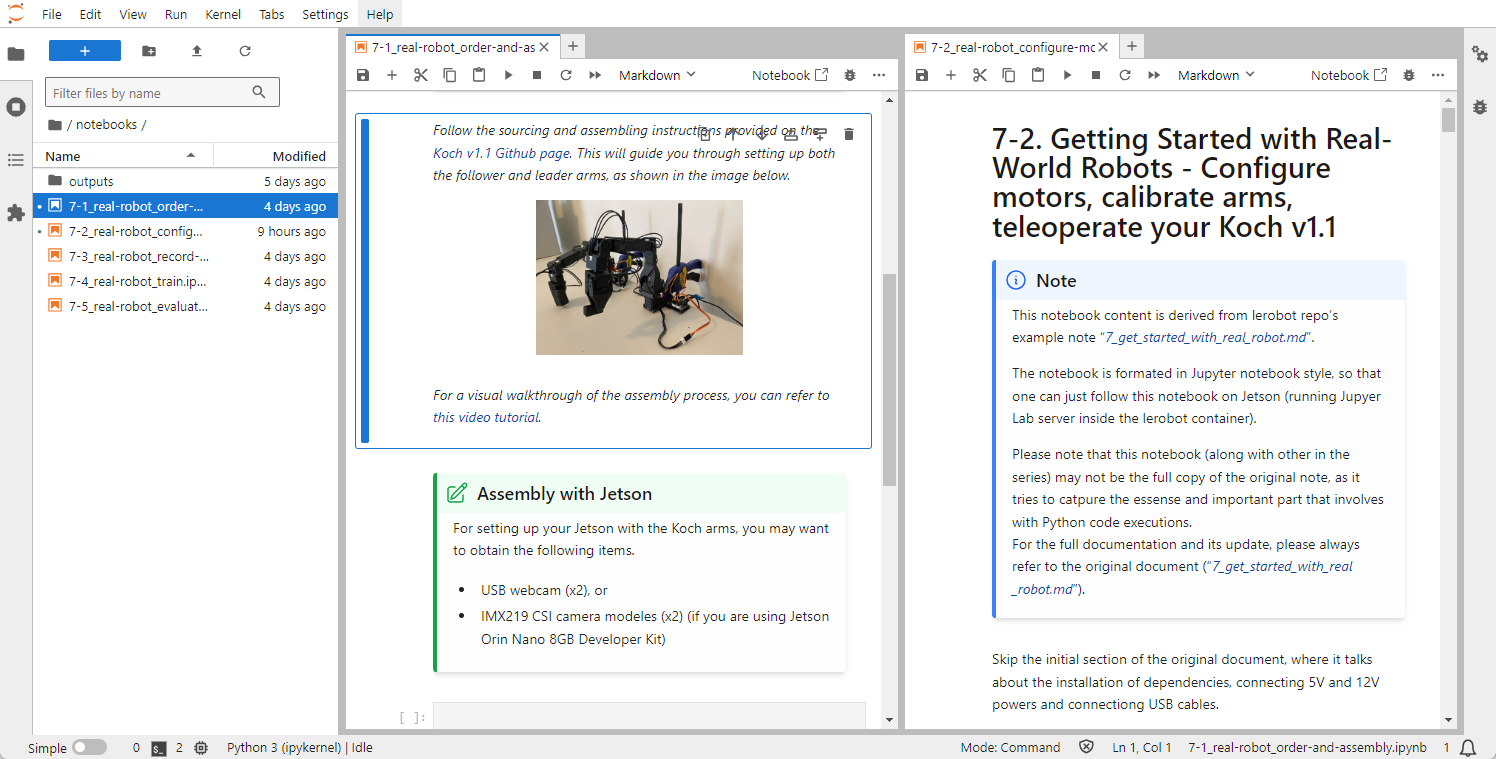 File Edit View Run Kernel Tabs Settings Help
Filter files by name
/ notebooks /
Name Modified
outputs 5 days ago
7-1_real-robot_order-... 4 days ago
7-2_real-robot_config... 9 hours ago
7-3_real-robot_record-... 4 days ago
7-4_real-robot_train.ip... 4 days ago
7-5_real-robot_evaluat... 4 days ago
7-1_real-robot_order-and-as
Markdown Notebook
Follow the sourcing and assembling instructions provided on the
Koch v1.1 Github page. This will guide you through setting up both
the follower and leader arms, as shown in the image below.
For a visual walkthrough of the assembly process, you can refer to
this video tutorial.
Assembly with Jetson
For setting up your Jetson with the Koch arms, you may want
to obtain the following items.
• USB webcam (x2), or
• IMX219 CSI camera modeles (x2) (if you are using Jetson
Orin Nano 8GB Developer Kit)
[ ]:
7-2_real-robot_configure-mc
Markdown Notebook
7-2. Getting Started with Real-
World Robots - Configure
motors, calibrate arms,
teleoperate your Koch v1.1
Note
This notebook content is derived from lerobot repo’s
example note “7_get_started_with_real_robot.md”.
The notebook is formated in Jupyter notebook style, so that
one can just follow this notebook on Jetson (running Jupyer
Lab server inside the lerobot container).
Please note that this notebook (along with other in the
series) may not be the full copy of the original note, as it
tries to catpure the essense and important part that involves
with Python code executions.
For the full documentation and its update, please always
refer to the original document (“7_get_started_with_real
_robot.md”).
Skip the initial section of the original document, where it talks
about the installation of dependencies, connecting 5V and 12V
powers and connectiong USB cables.
Simple 0 $_ 2 Python 3 (ipykernel) | Idle Mode: Command Ln 1, Col 1 7-1_real-robot_order-and-assembly.ipynb 1